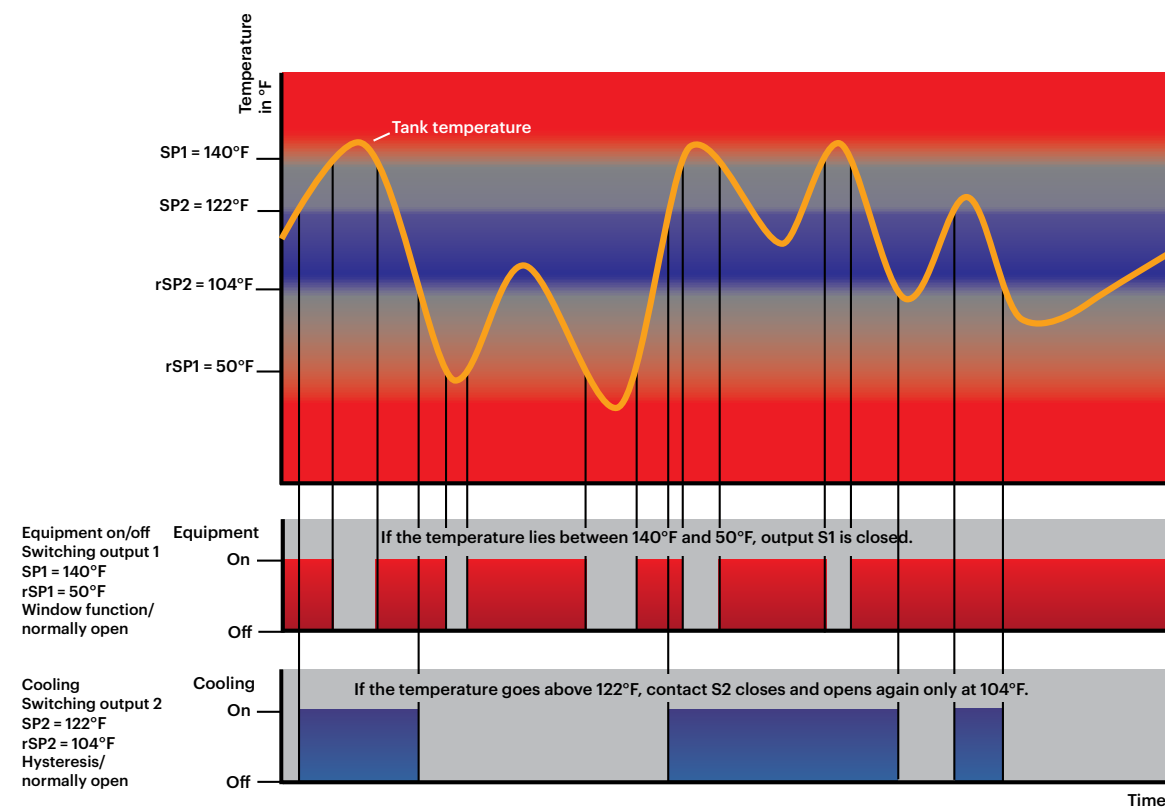 Temperature
in °F
Tank temperature
SP1 = 140°F
SP2 = 122°F
rSP2 = 104°F
rSP1 = 50°F
Equipment on/off
Switching output 1
SP1 = 140°F
rSP1 = 50°F
Window function/
normally open
Equipment
On
Off
If the temperature lies between 140°F and 50°F, output S1 is closed.
Cooling
Switching output 2
SP2 = 122°F
rSP2 = 104°F
Hysteresis/
normally open
Cooling
On
Off
If the temperature goes above 122°F, contact S2 closes and opens again only at 104°F.
Time